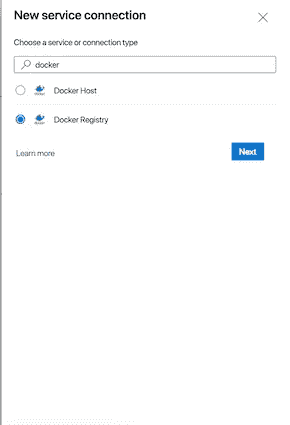 New service connection
Choose a service or connection type
docker
Docker Host
Docker Registry
Learn more
Next